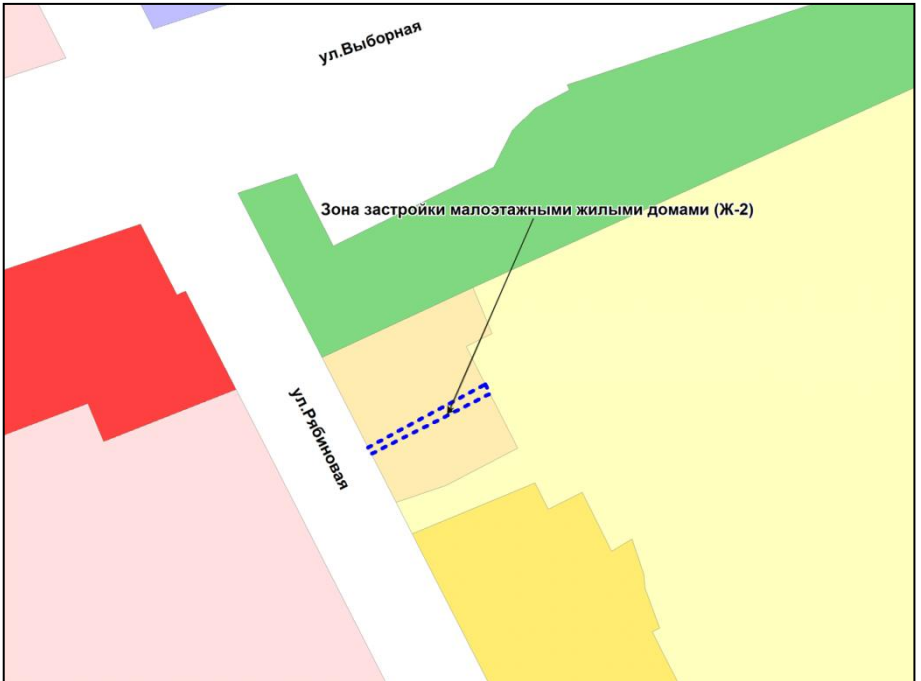 ул.Выборная
Зона застройки малоэтажными жилыми домами (Ж-2)
ул.Рябиновая